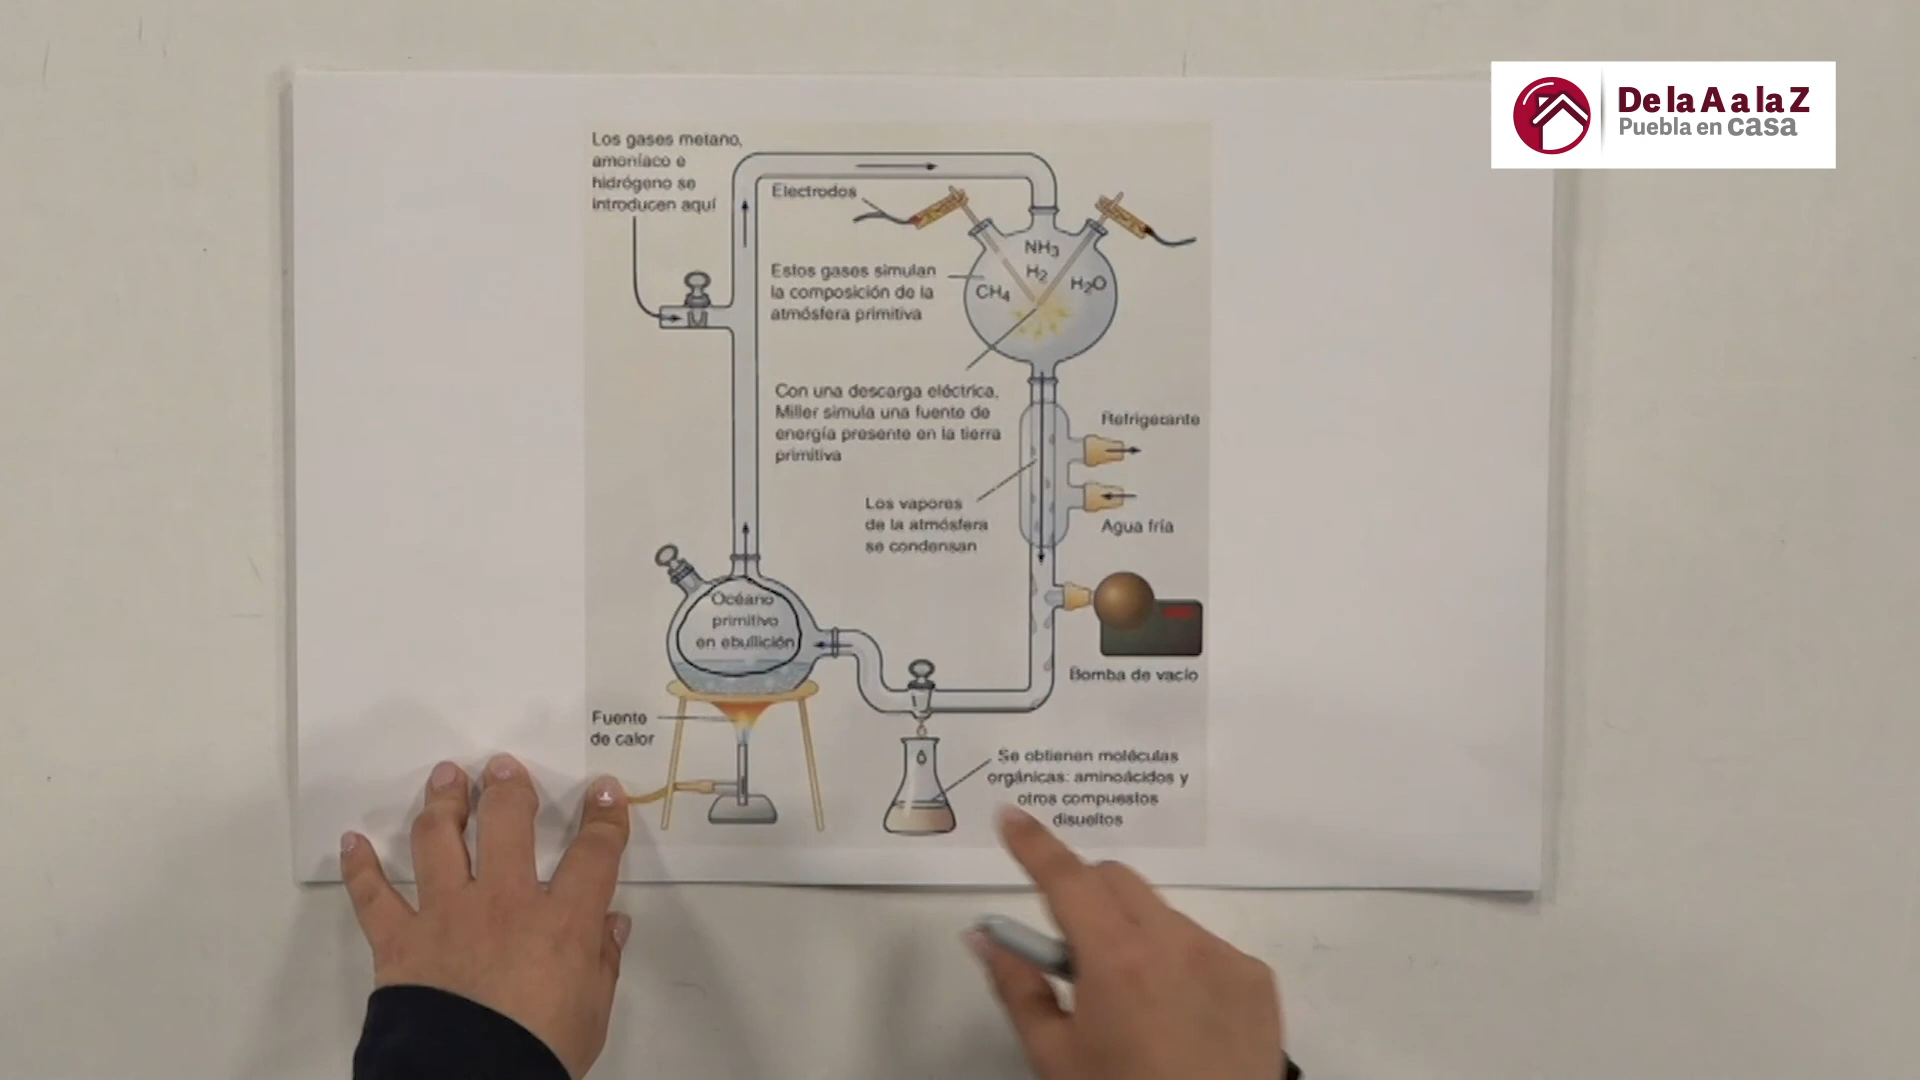 De la A a la Z
Puebla en casa
Los gases metano,
amoníaco e
hidrógeno se
introducen aquí
Electrodos
NH3
H2
CH4
H2O
Estos gases simulan
la composición de la
atmósfera primitiva
Con una descarga eléctrica,
Miller simula una fuente de
energía presente en la tierra
primitiva
Refrigerante
Los vapores
de la atmósfera
se condensan
Agua fría
Océano
primitivo
en ebullición
Bomba de vacío
Fuente
de calor
Se obtienen moléculas
orgánicas: aminoácidos y
otros compuestos
disueltos